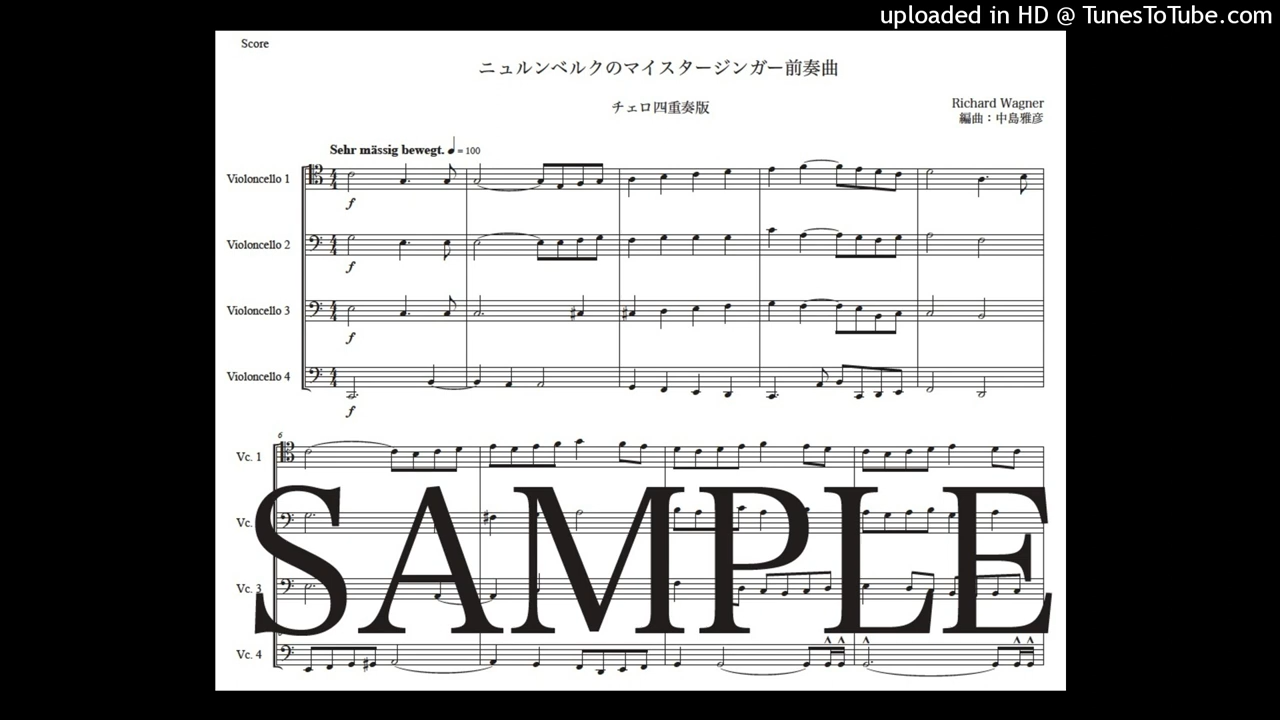 uploaded in HD @ TunesToTube.com
Score
ニュルンベルクのマイスタージンガー前奏曲
チェロ四重奏版
Richard Wagner
編曲：中島雅彦
Sehr mässig bewegt. ♩= 100
Violoncello 1
f
Violoncello 2
f
Violoncello 3
f
Violoncello 4
f
6
Vc. 1
Vc.
Vc. 3
Vc. 4
SAMPLE